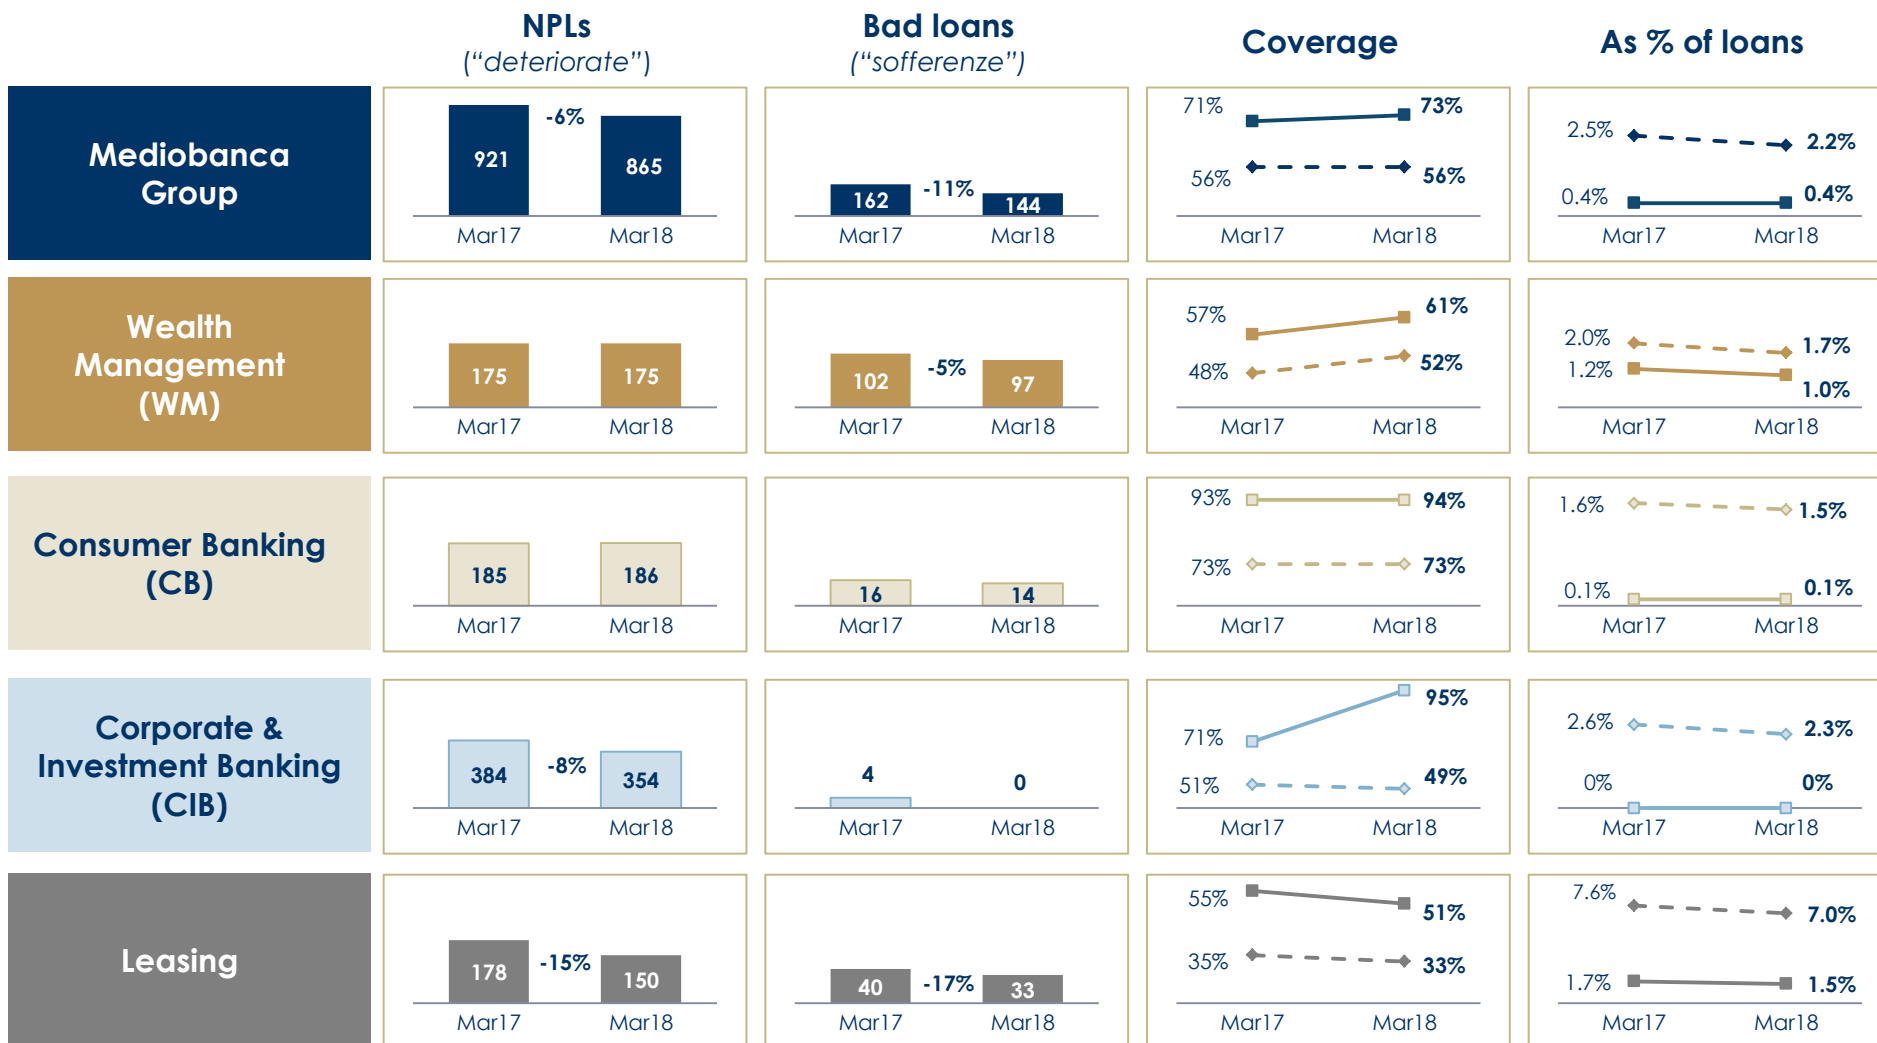 NPLs
(“deteriorate”)
Bad loans
(“sofferenze”)
Coverage
As % of loans
Mediobanca
Group
921
-6%
865
Mar17
Mar18
162
-11%
144
Mar17
Mar18
71%
73%
56%
56%
Mar17
Mar18
2.5%
2.2%
0.4%
0.4%
Mar17
Mar18
Wealth
Management
(WM)
175
175
Mar17
Mar18
102
-5%
97
Mar17
Mar18
57%
61%
48%
52%
Mar17
Mar18
2.0%
1.7%
1.2%
1.0%
Mar17
Mar18
Consumer Banking
(CB)
185
186
Mar17
Mar18
16
14
Mar17
Mar18
93%
94%
73%
73%
Mar17
Mar18
1.6%
1.5%
0.1%
0.1%
Mar17
Mar18
Corporate &
Investment Banking
(CIB)
384
-8%
354
Mar17
Mar18
4
0
Mar17
Mar18
71%
95%
51%
49%
Mar17
Mar18
2.6%
2.3%
0%
0%
Mar17
Mar18
Leasing
178
-15%
150
Mar17
Mar18
40
-17%
33
Mar17
Mar18
55%
51%
35%
33%
Mar17
Mar18
7.6%
7.0%
1.7%
1.5%
Mar17
Mar18